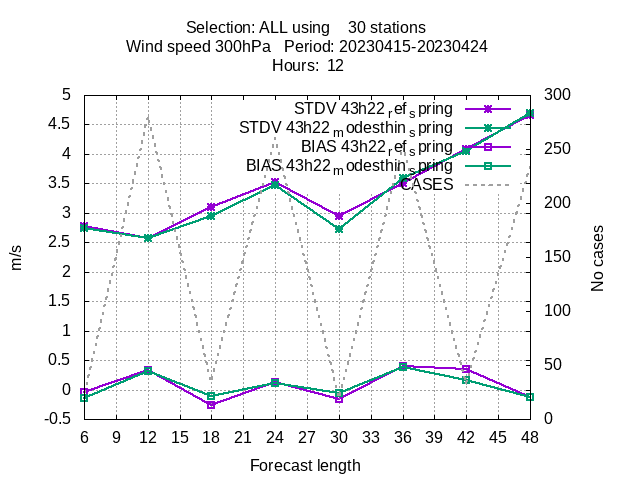 Selection: ALL using    30 stations
Wind speed 300hPa   Period: 20230415-20230424
Hours:  12
STDV 43h22_ref_spring
STDV 43h22_modesthin_spring
BIAS 43h22_ref_spring
BIAS 43h22_modesthin_spring
CASES
5
4.5
4
3.5
3
2.5
2
1.5
1
0.5
0
-0.5
m/s
300
250
200
150
100
50
0
No cases
6 9 12 15 18 21 24 27 30 33 36 39 42 45 48
Forecast length